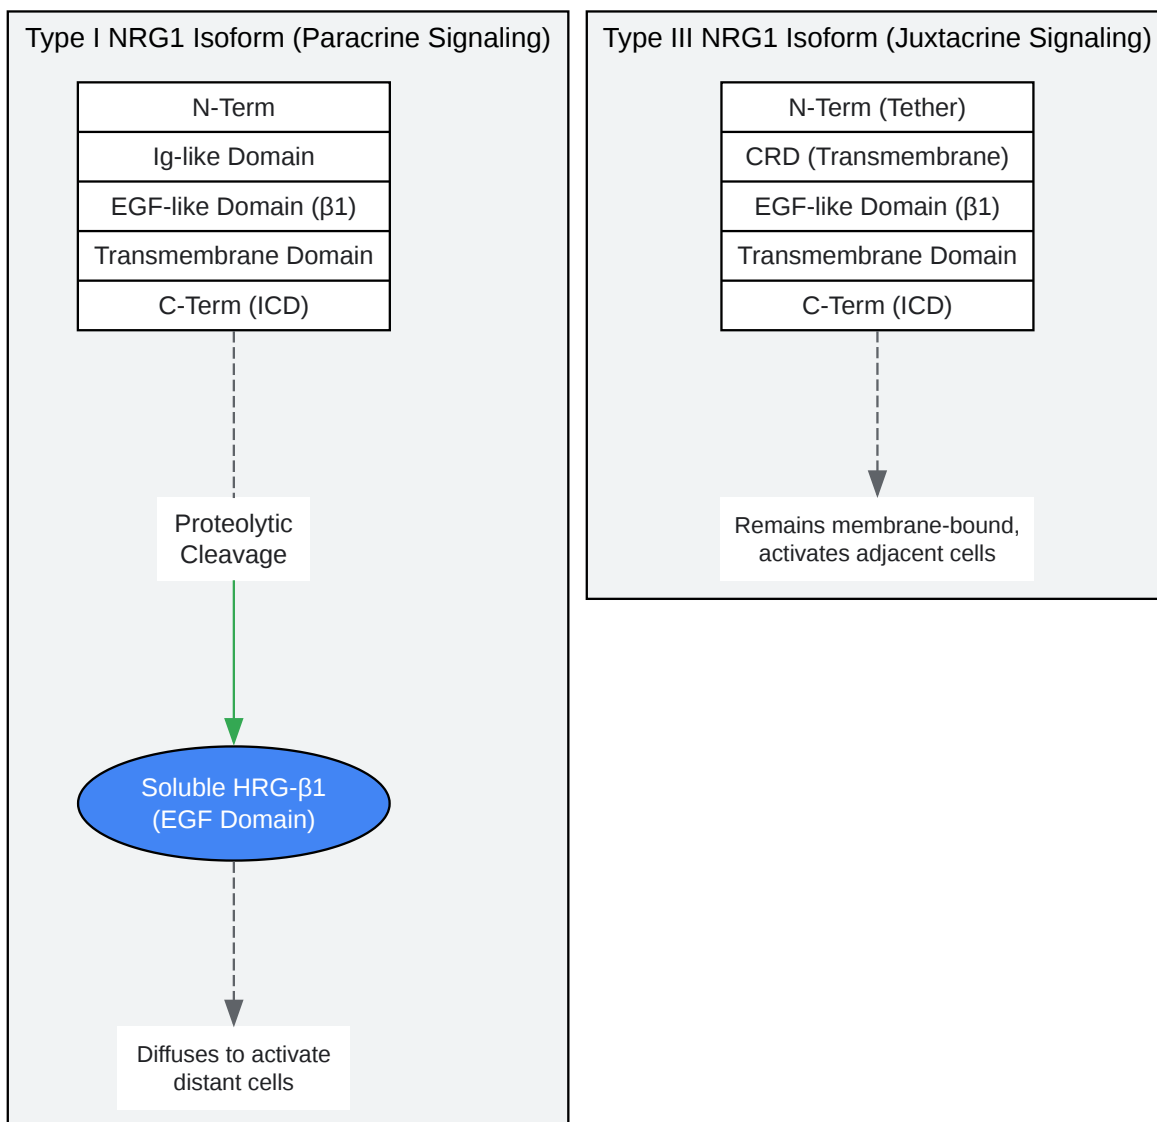 Type I NRG1 Isoform (Paracrine Signaling)
N-Term
Ig-like Domain
EGF-like Domain (β1)
Transmembrane Domain
C-Term (ICD)
Proteolytic
Cleavage
Soluble HRG-β1
(EGF Domain)
Diffuses to activate
distant cells
Type III NRG1 Isoform (Juxtacrine Signaling)
N-Term (Tether)
CRD (Transmembrane)
EGF-like Domain (β1)
Transmembrane Domain
C-Term (ICD)
Remains membrane-bound,
activates adjacent cells